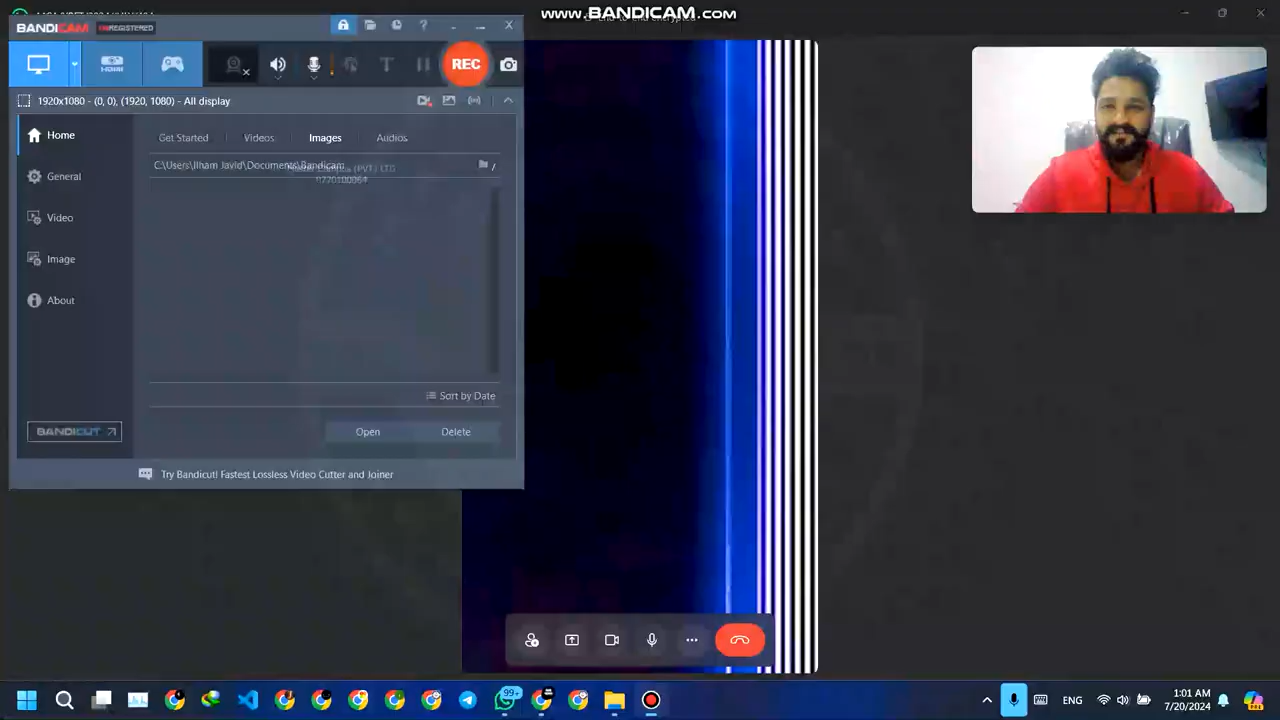 www.BANDICAM.com
BANDICAM UNREGISTERED
REC
1920x1080 - (0, 0), (1920, 1080) - All display
Home
Get Started
Videos
Images
Audios
C:\Users\Ilham Javid\Documents\Bandicam
(PVT) LTD
General
Video
Image
About
Sort by Date
BANDICUT
Open
Delete
Try Bandicut! Fastest Lossless Video Cutter and Joiner
99+
ENG
1:01 AM
7/20/2024